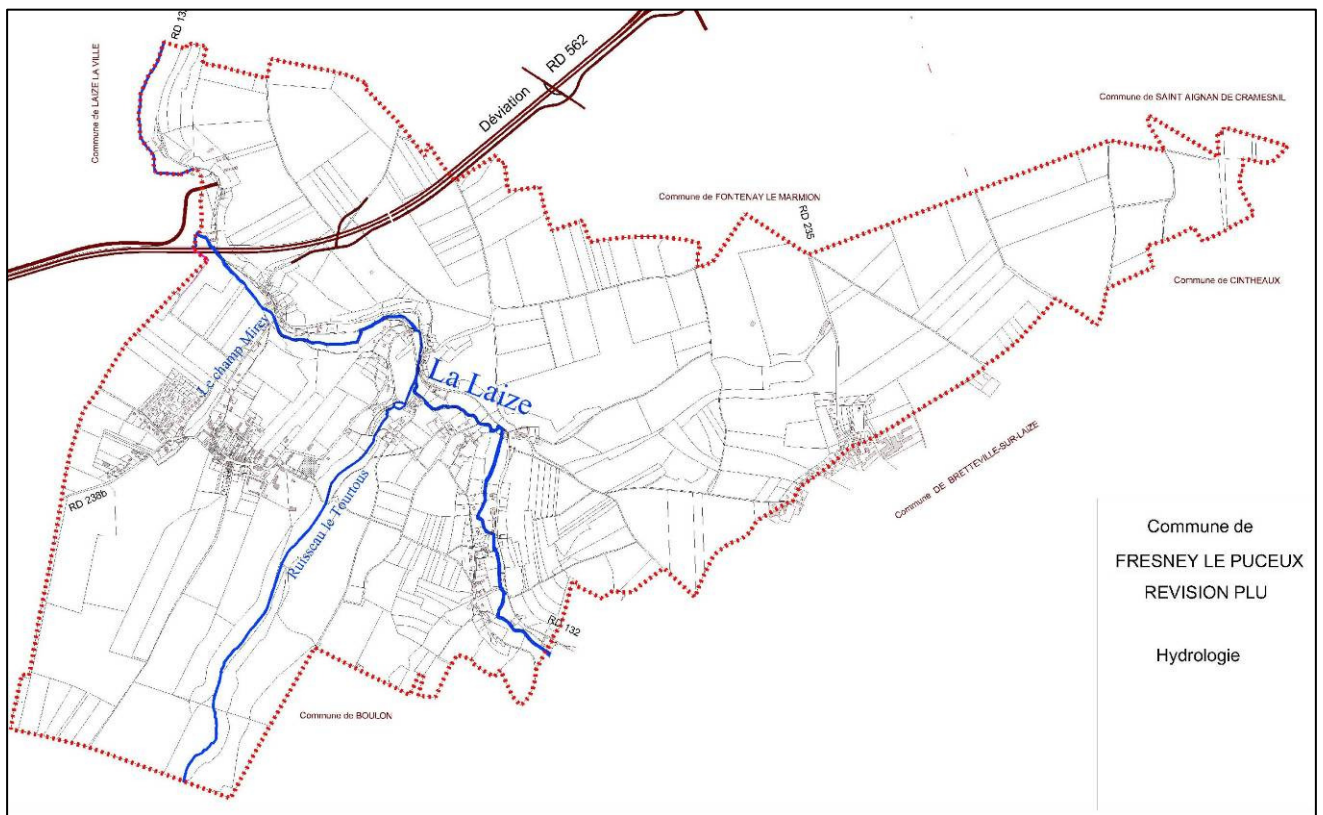 RD 13
Commune de LAIZE LA VILLE
Déviation RD 562
Commune de SAINT AIGNAN DE CRAMESNIL
Commune de FONTENAY LE MARMION
RD 235
Commune de CINTHEAUX
Le champ Mirey
La Laize
Commune DE BRETTEVILLE-SUR-LAIZE
RD 238b
Ruisseau le Tourtous
RD 132
Commune de BOULON
Commune de
FRESNEY LE PUCEUX
REVISION PLU
Hydrologie